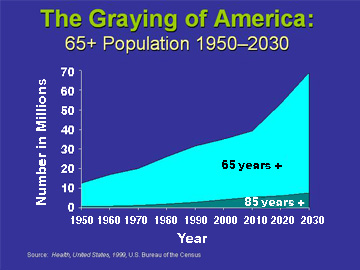 The Graying of America:
65+ Population 1950–2030
Number in Millions
70
60
50
40
30
20
10
0
65 years +
85 years +
1950 1960 1970 1980 1990 2000 2010 2020 2030
Year
Source: Health, United States, 1999, U.S. Bureau of the Census